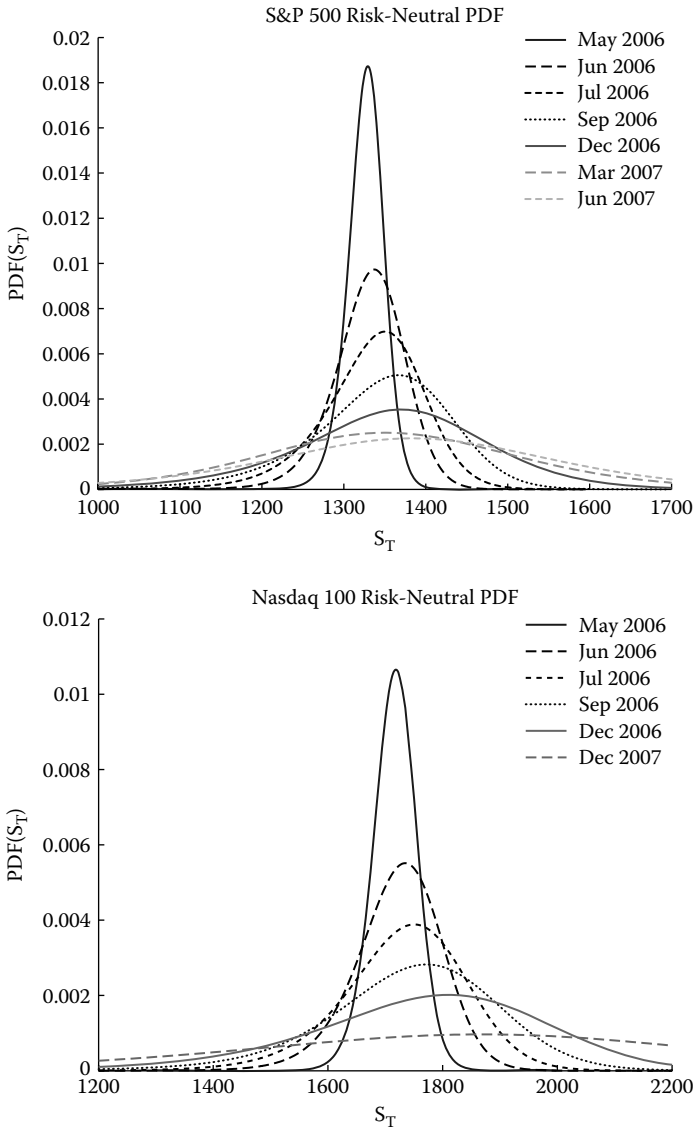 S&P 500 Risk-Neutral PDF
0.02
0.018
0.016
0.014
0.012
0.01
0.008
0.006
0.004
0.002
0
PDF(S_T)
May 2006
Jun 2006
Jul 2006
Sep 2006
Dec 2006
Mar 2007
Jun 2007
1000 1100 1200 1300 1400 1500 1600 1700
S_T
Nasdaq 100 Risk-Neutral PDF
0.012
0.01
0.008
0.006
0.004
0.002
0
PDF(S_T)
May 2006
Jun 2006
Jul 2006
Sep 2006
Dec 2006
Dec 2007
1200 1400 1600 1800 2000 2200
S_T